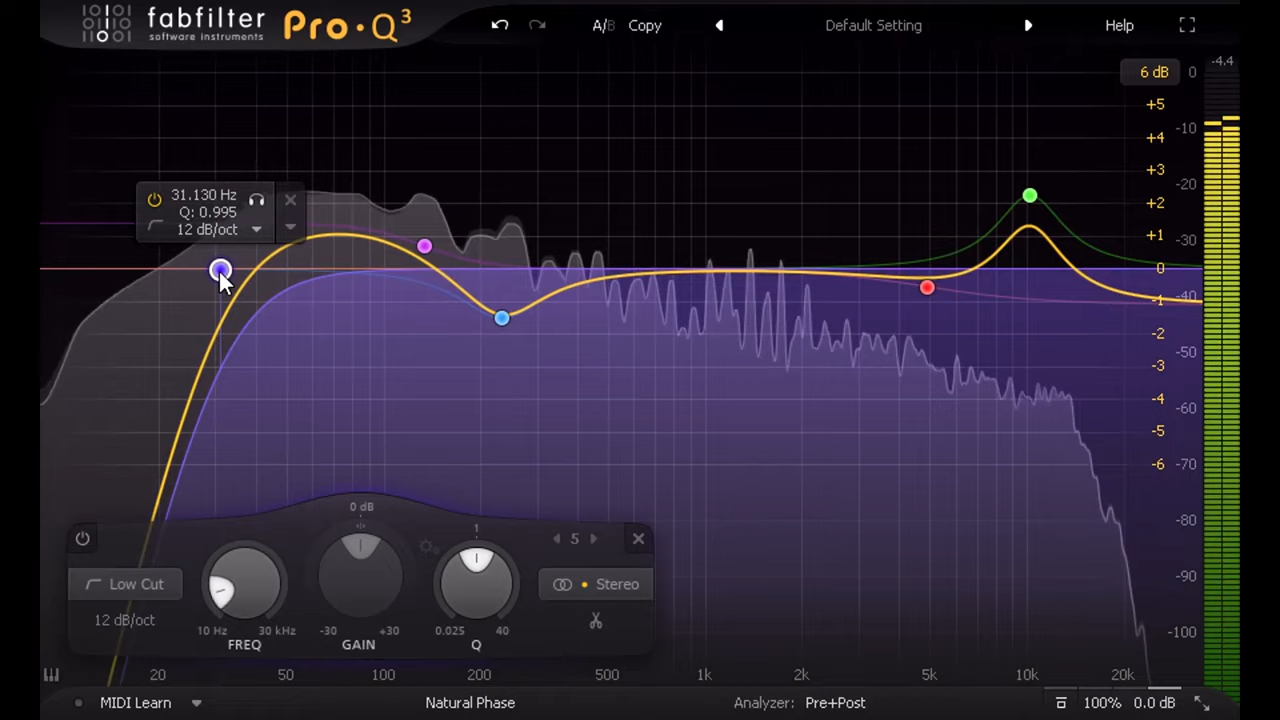 fabfilter
software instruments
Pro·Q³
A/B
Copy
Default Setting
Help
-4.4
6 dB
0
+5
+4
-10
+3
-20
+2
+1
-30
0
-1
-40
-2
-50
-3
-4
-60
-5
-6
-70
-80
-90
-100
31.130 Hz
Q: 0.995
12 dB/oct
0 dB
1
5
Low Cut
12 dB/oct
10 Hz 30 kHz
FREQ
-30 +30
GAIN
0.025 40
Q
Stereo
20 50 100 200 500 1k 2k 5k 10k 20k
MIDI Learn
Natural Phase
Analyzer: Pre+Post
100%
0.0 dB